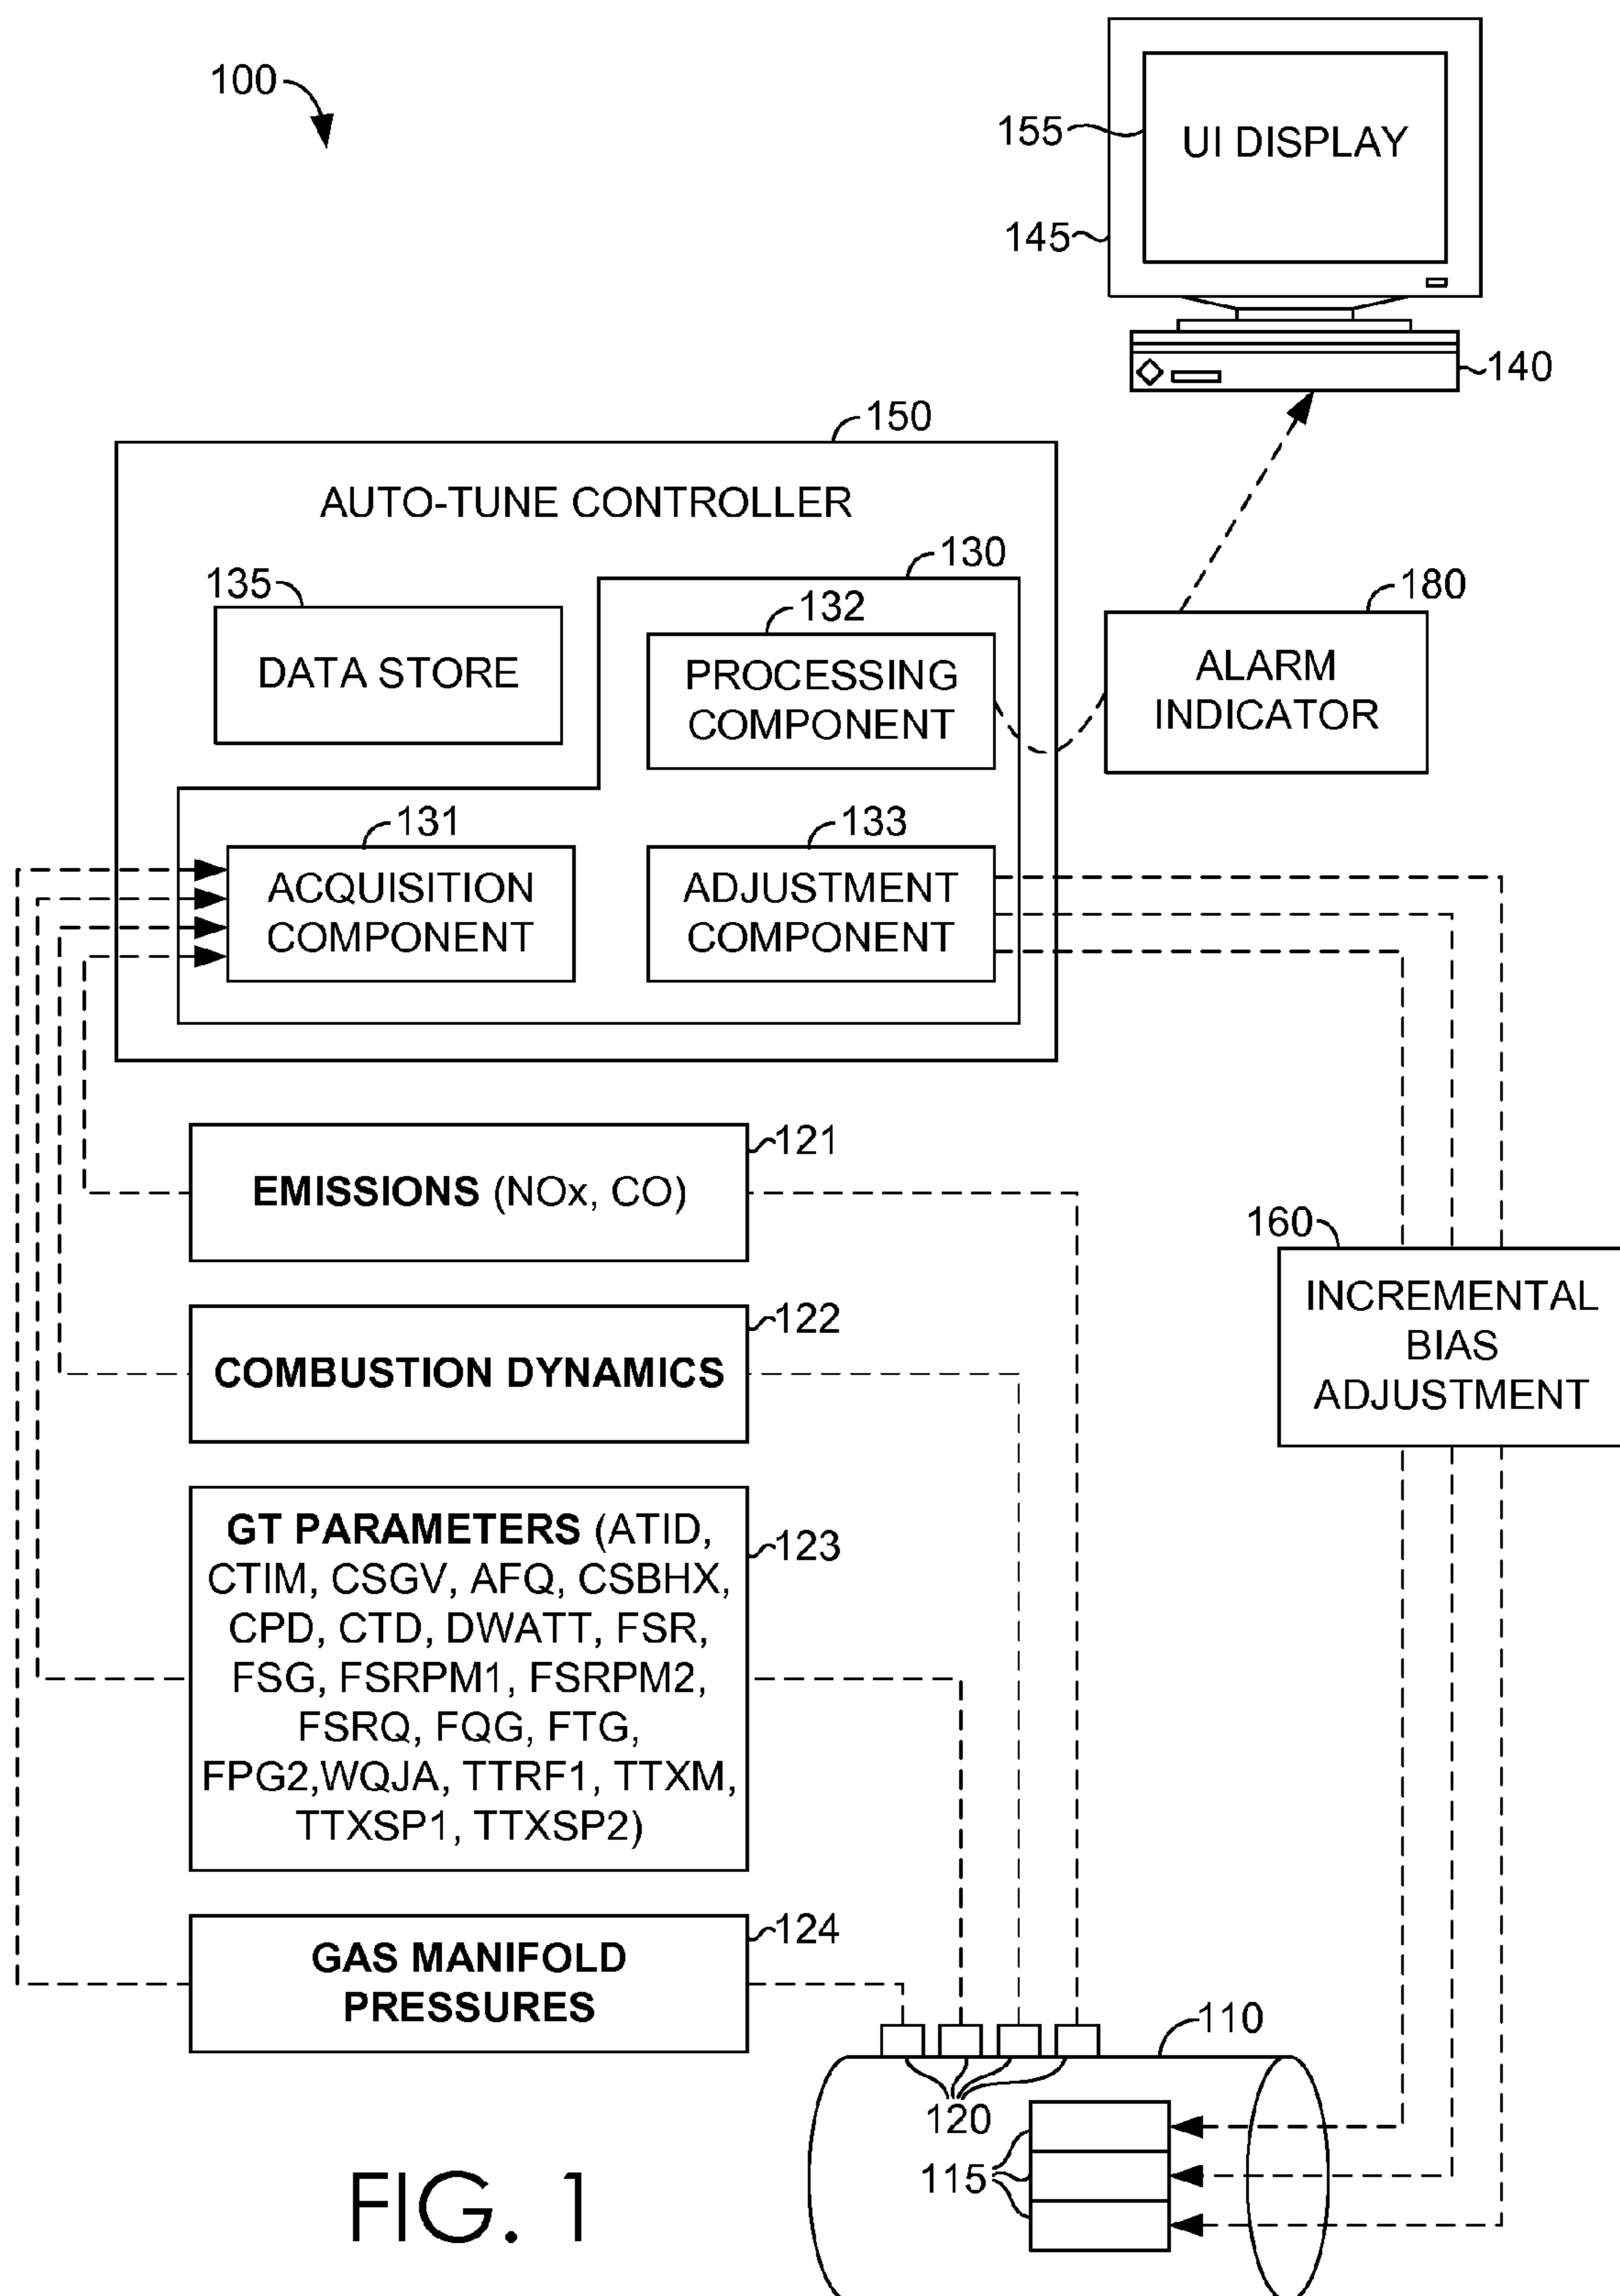 100
155
UI DISPLAY
145
140
150
AUTO-TUNE CONTROLLER
130
135
DATA STORE
132
PROCESSING
COMPONENT
180
ALARM
INDICATOR
131
ACQUISITION
COMPONENT
133
ADJUSTMENT
COMPONENT
121
EMISSIONS (NOx, CO)
160
INCREMENTAL
BIAS
ADJUSTMENT
122
COMBUSTION DYNAMICS
123
GT PARAMETERS (ATID,
CTIM, CSGV, AFQ, CSBHX,
CPD, CTD, DWATT, FSR,
FSG, FSRPM1, FSRPM2,
FSRQ, FQG, FTG,
FPG2,WQJA, TTRF1, TTXM,
TTXSP1, TTXSP2)
124
GAS MANIFOLD
PRESSURES
110
120
115
FIG. 1